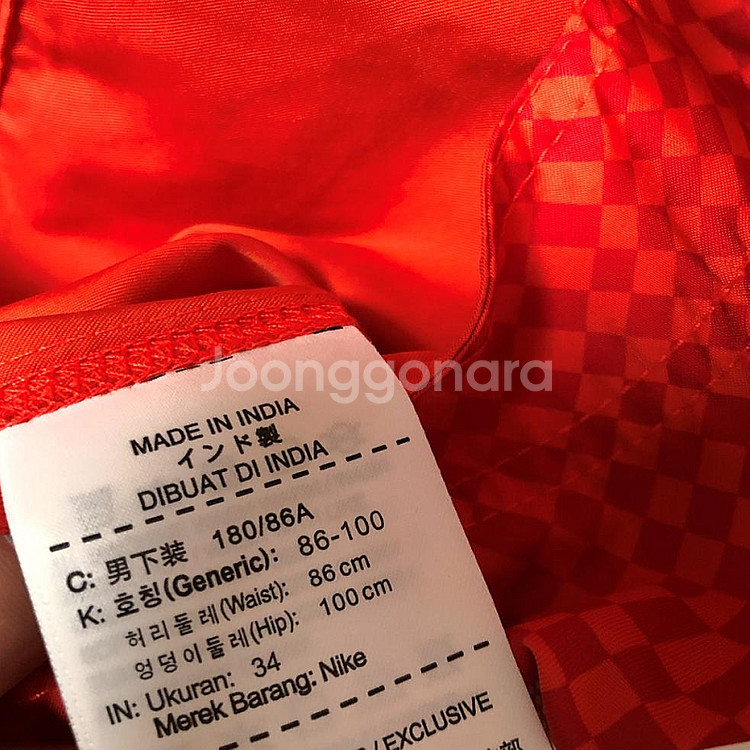 Joonggonara
MADE IN INDIA
インド製
DIBUAT DI INDIA
C: 男下装 180/86A
K: 호칭(Generic): 86-100
허리둘레(Waist): 86 cm
엉덩이둘레(Hip): 100 cm
IN: Ukuran: 34
Merek Barang: Nike
/ EXCLUSIVE